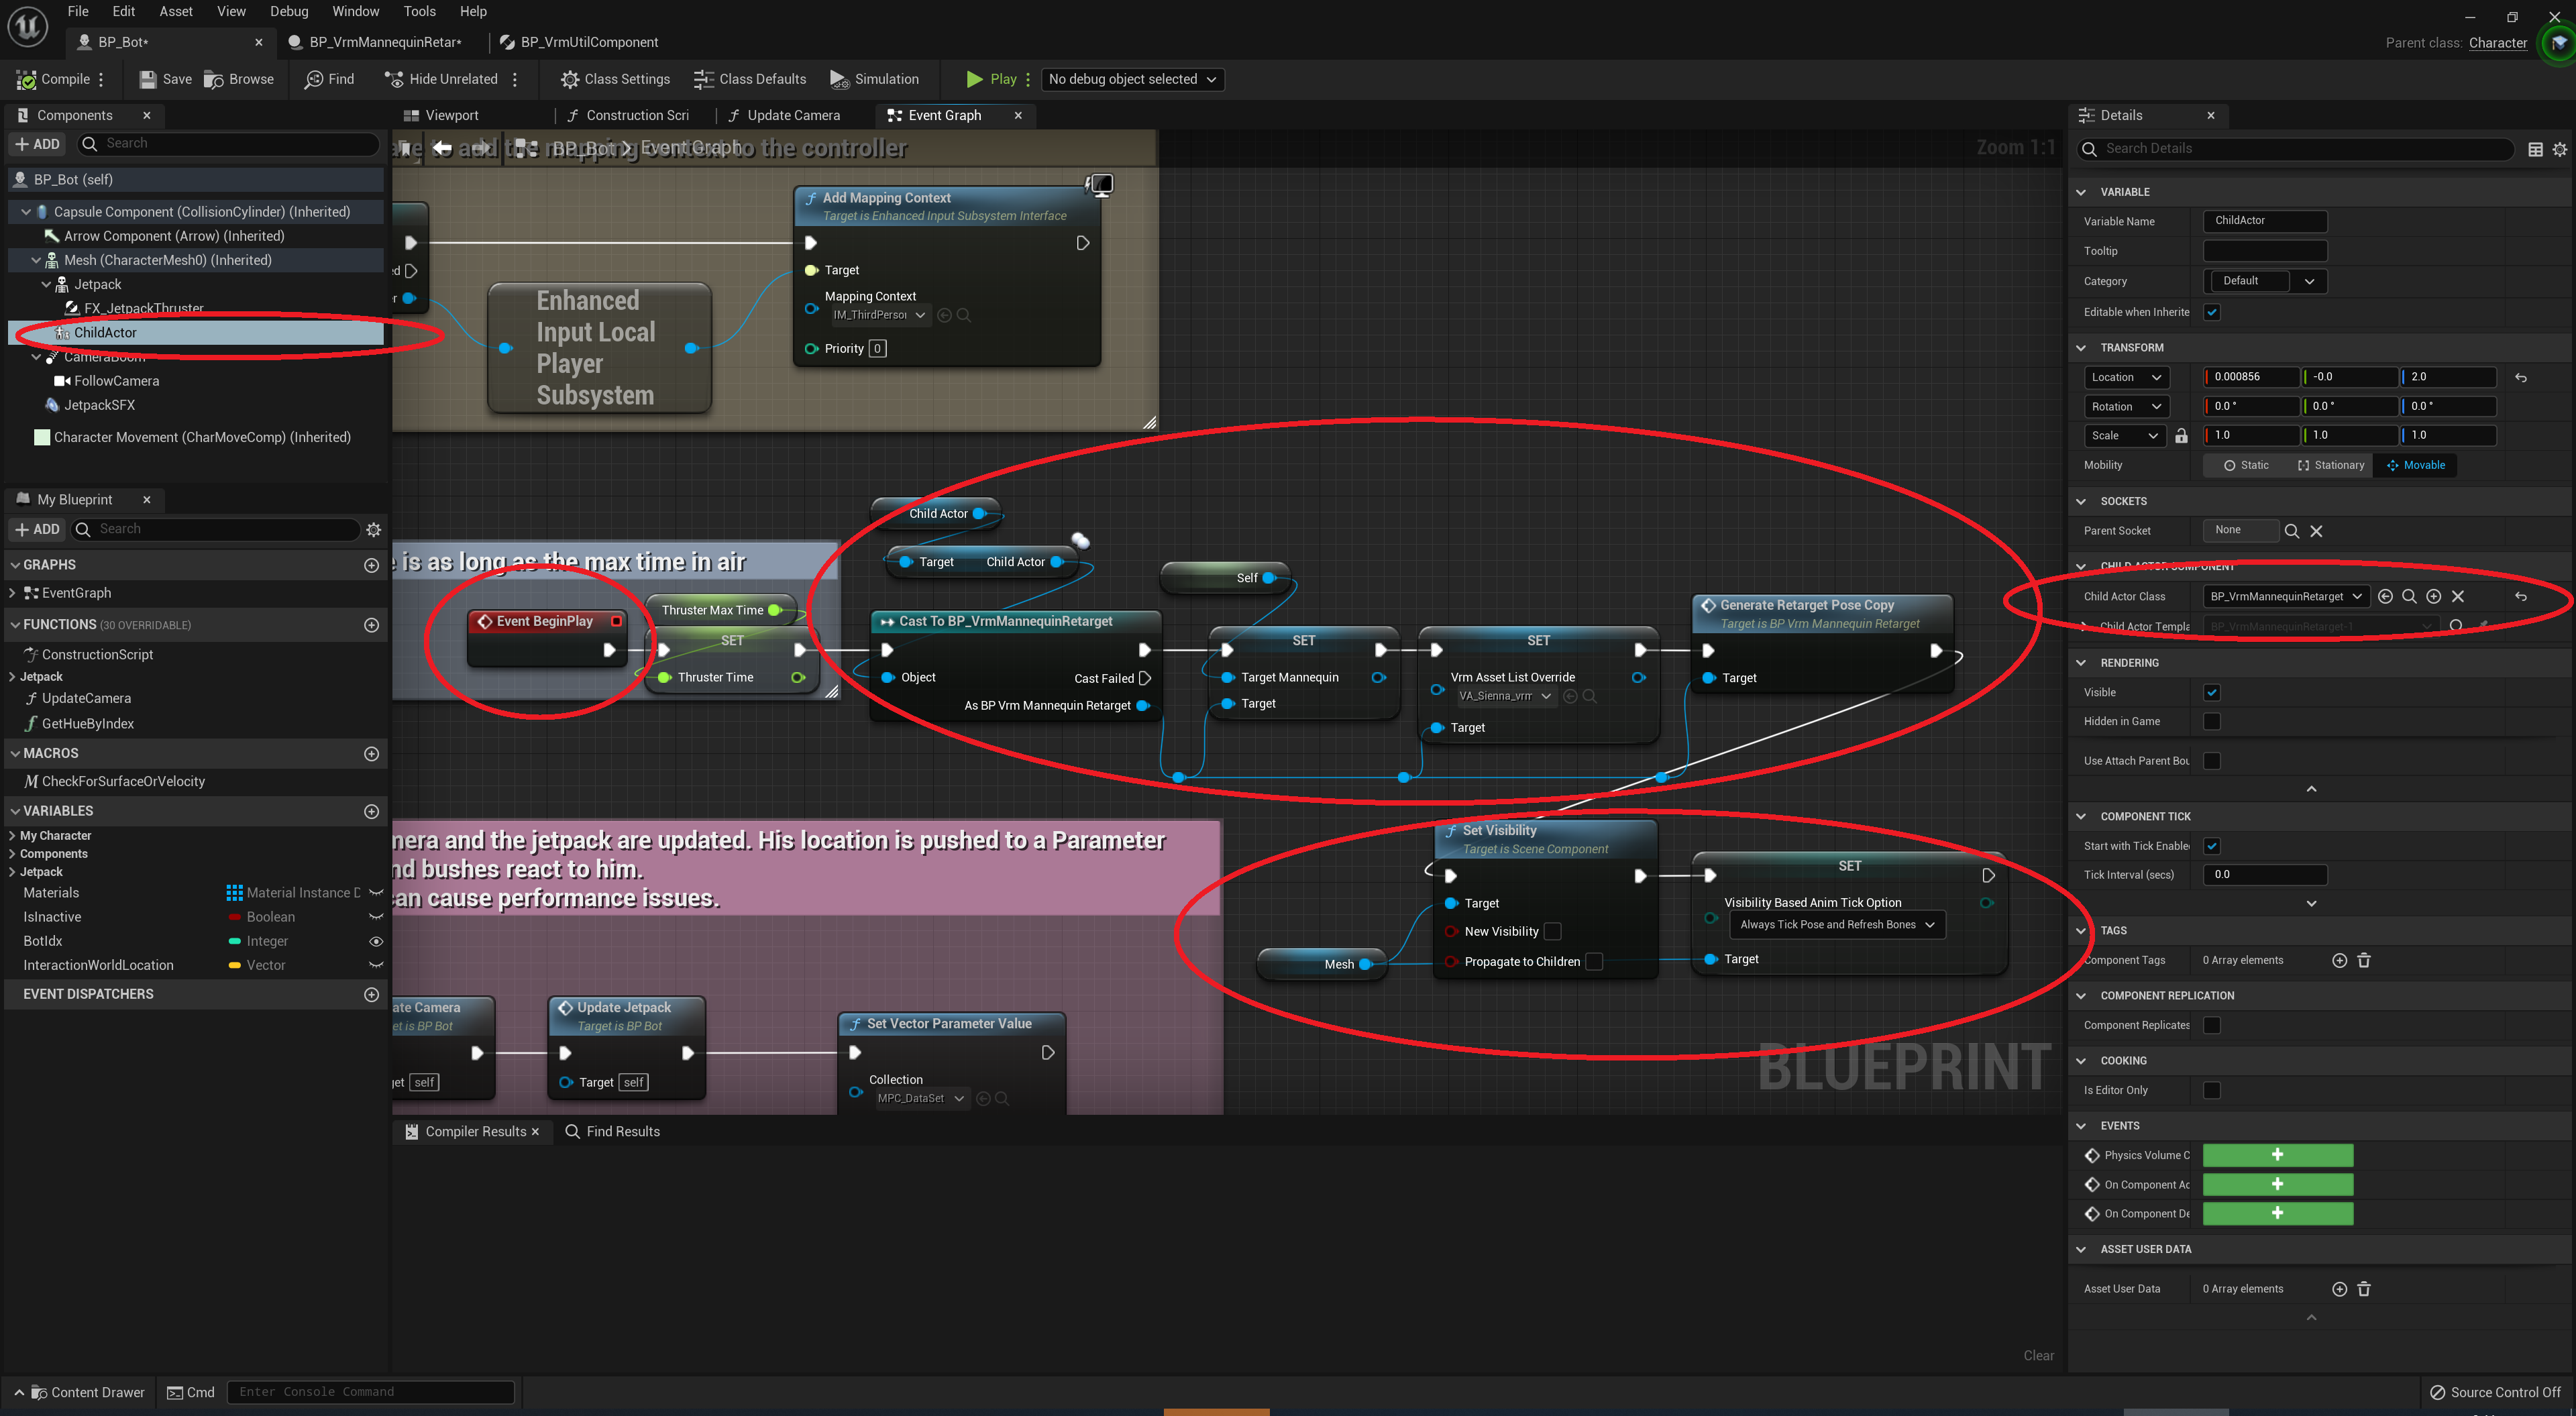 File Edit Asset View Debug Window Tools Help
BP_Bot*
BP_VrmMannequinRetar*
BP_VrmUtilComponent
Parent class: Character
Compile
Save
Browse
Find
Hide Unrelated
Class Settings
Class Defaults
Simulation
Play
No debug object selected
Components
ADD
Search
BP_Bot (self)
Capsule Component (CollisionCylinder) (Inherited)
Arrow Component (Arrow) (Inherited)
Mesh (CharacterMesh0) (Inherited)
Jetpack
FX_JetpackThruster
ChildActor
CameraBoom
FollowCamera
JetpackSFX
Character Movement (CharMoveComp) (Inherited)
My Blueprint
ADD
Search
GRAPHS
EventGraph
FUNCTIONS (30 OVERRIDABLE)
ConstructionScript
Jetpack
UpdateCamera
GetHueByIndex
MACROS
CheckForSurfaceOrVelocity
VARIABLES
My Character
Components
Jetpack
Materials Material Instance D
IsInactive Boolean
BotIdx Integer
InteractionWorldLocation Vector
EVENT DISPATCHERS
Viewport
Construction Scri
Update Camera
Event Graph
to add the mapping context to the controller
BP_Bot > Event Graph
Zoom 1:1
Add Mapping Context
Target is Enhanced Input Subsystem Interface
Target
Mapping Context
IM_ThirdPerso
Priority 0
Enhanced
Input Local
Player
Subsystem
Child Actor
Target Child Actor
Self
is as long as the max time in air
Event BeginPlay
Thruster Max Time
SET
Thruster Time
Cast To BP_VrmMannequinRetarget
Object
Cast Failed
As BP Vrm Mannequin Retarget
SET
Target Mannequin
Target
SET
Vrm Asset List Override
VA_Sienna_vrm
Target
Generate Retarget Pose Copy
Target is BP Vrm Mannequin Retarget
Target
mera and the jetpack are updated. His location is pushed to a Parameter
nd bushes react to him.
can cause performance issues.
Set Visibility
Target is Scene Component
Target
New Visibility
Propagate to Children
Mesh
SET
Visibility Based Anim Tick Option
Always Tick Pose and Refresh Bones
Target
ate Camera
et is BP Bot
get self
Update Jetpack
Target is BP Bot
Target self
Set Vector Parameter Value
Collection
MPC_DataSet
BLUEPRINT
Compiler Results
Find Results
Clear
Details
Search Details
VARIABLE
Variable Name ChildActor
Tooltip
Category Default
Editable when Inherite
TRANSFORM
Location 0.000856 -0.0 2.0
Rotation 0.0 ° 0.0 ° 0.0 °
Scale 1.0 1.0 1.0
Mobility Static Stationary Movable
SOCKETS
Parent Socket None
CHILD ACTOR COMPONENT
Child Actor Class BP_VrmMannequinRetarget
Child Actor Templa BP_VrmMannequinRetarget-1
RENDERING
Visible
Hidden in Game
Use Attach Parent Bou
COMPONENT TICK
Start with Tick Enable
Tick Interval (secs) 0.0
TAGS
Component Tags 0 Array elements
COMPONENT REPLICATION
Component Replicates
COOKING
Is Editor Only
EVENTS
Physics Volume C
On Component Ac
On Component De
ASSET USER DATA
Asset User Data 0 Array elements
Content Drawer
Cmd
Enter Console Command
Source Control Off